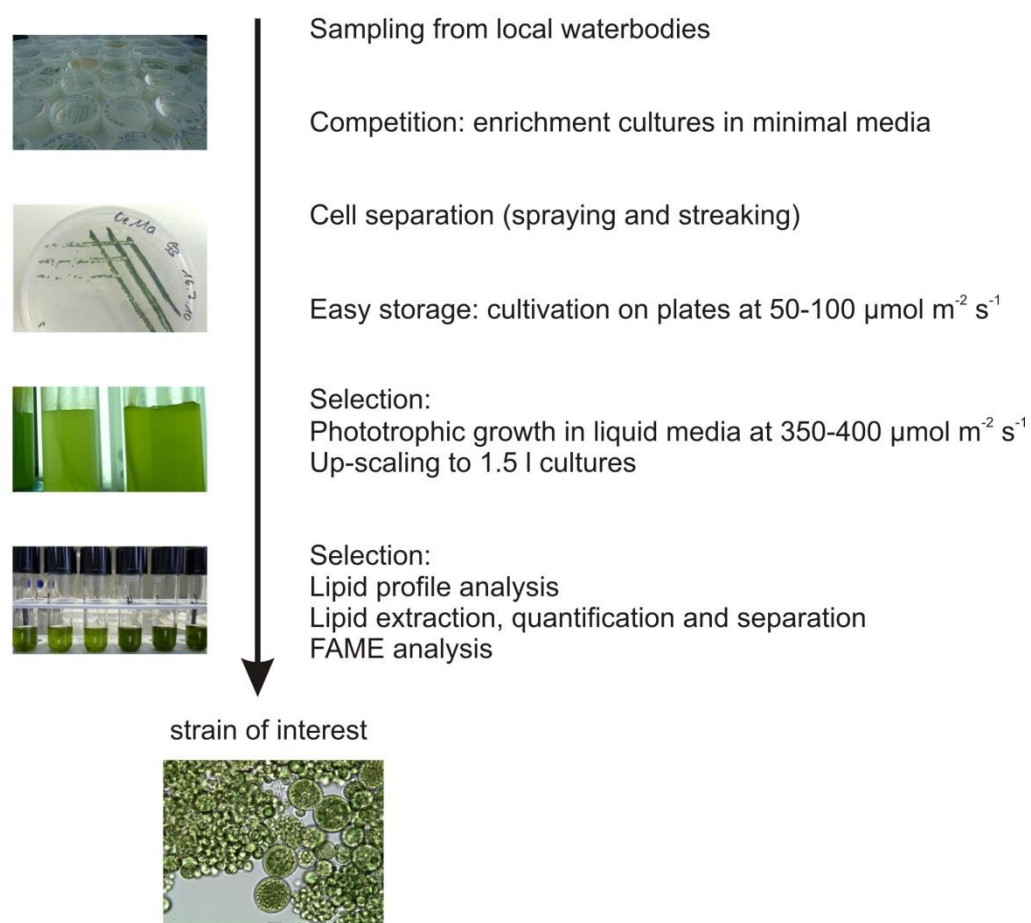 Sampling from local waterbodies
Competition: enrichment cultures in minimal media
Cell separation (spraying and streaking)
Easy storage: cultivation on plates at 50-100 µmol m⁻² s⁻¹
Selection:
Phototrophic growth in liquid media at 350-400 µmol m⁻² s⁻¹
Up-scaling to 1.5 l cultures
Selection:
Lipid profile analysis
Lipid extraction, quantification and separation
FAME analysis
strain of interest